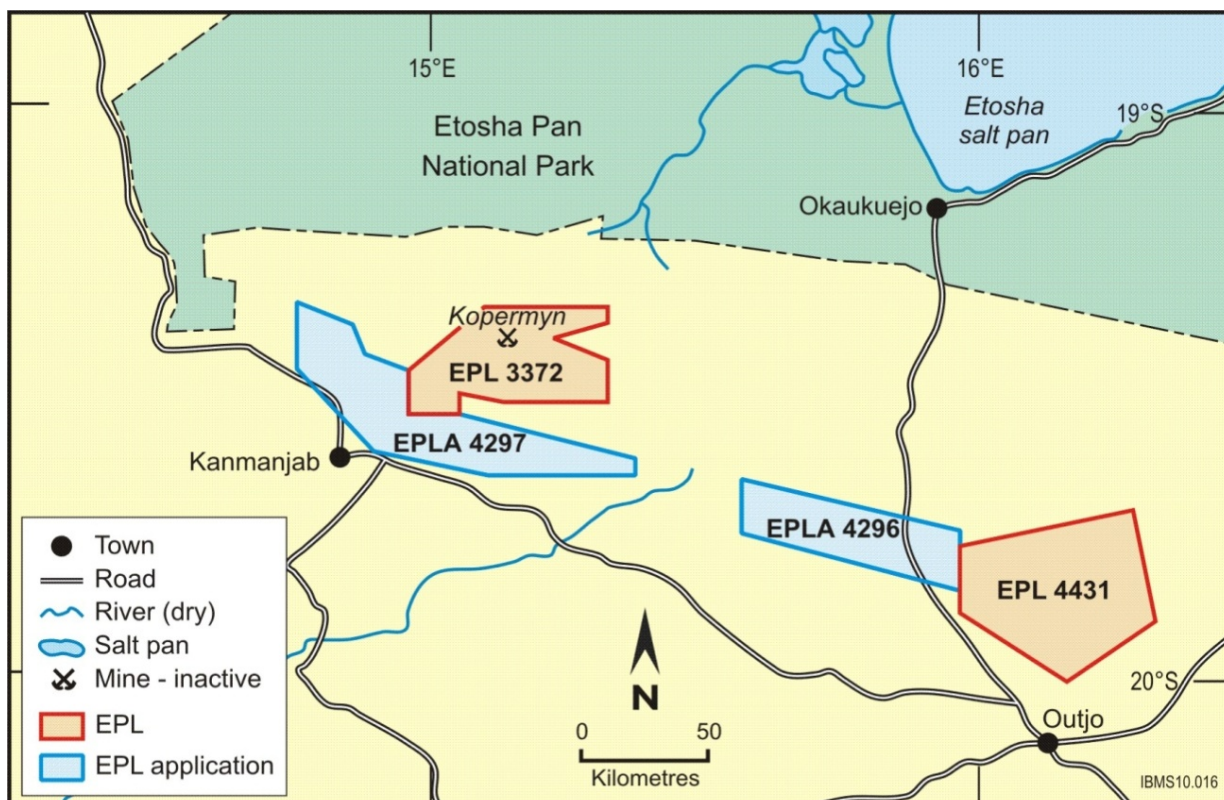 15°E
16°E
Etosha Pan
National Park
Etosha
salt pan
19°S
Okaukuejo
Kopermyn
EPL 3372
EPLA 4297
Kanmanjab
EPLA 4296
EPL 4431
Town
Road
River (dry)
Salt pan
Mine - inactive
EPL
EPL application
N
0 50
Kilometres
20°S
Outjo
IBMS10.016